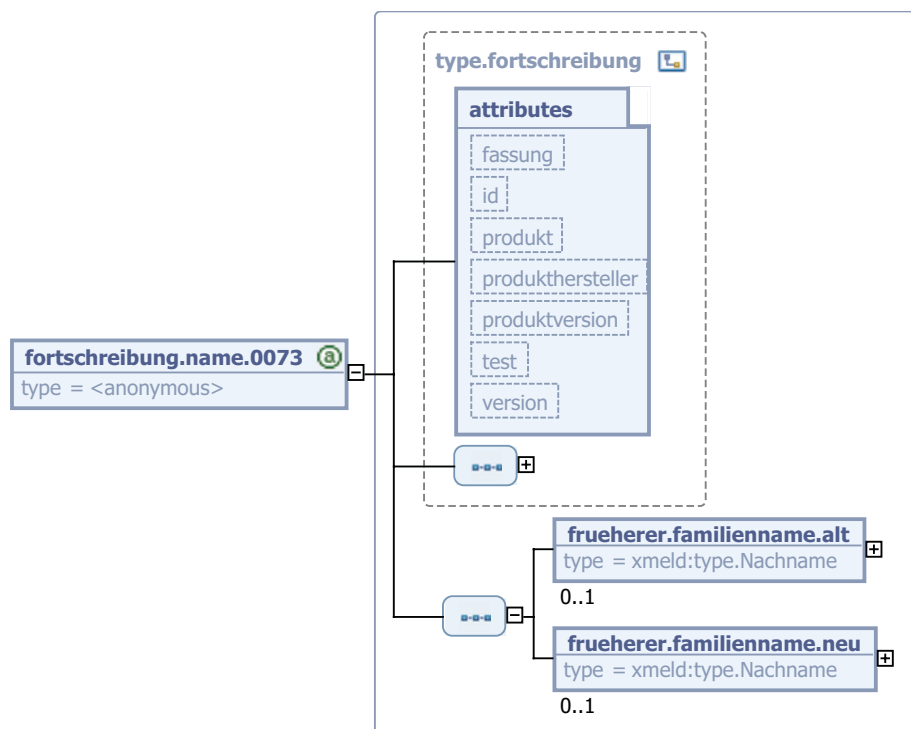 type.fortschreibung
attributes
fassung
id
produkt
produkthersteller
produktversion
test
version
fortschreibung.name.0073 @
type = <anonymous>
frueherer.familienname.alt
type = xmeld:type.Nachname
0..1
frueherer.familienname.neu
type = xmeld:type.Nachname
0..1